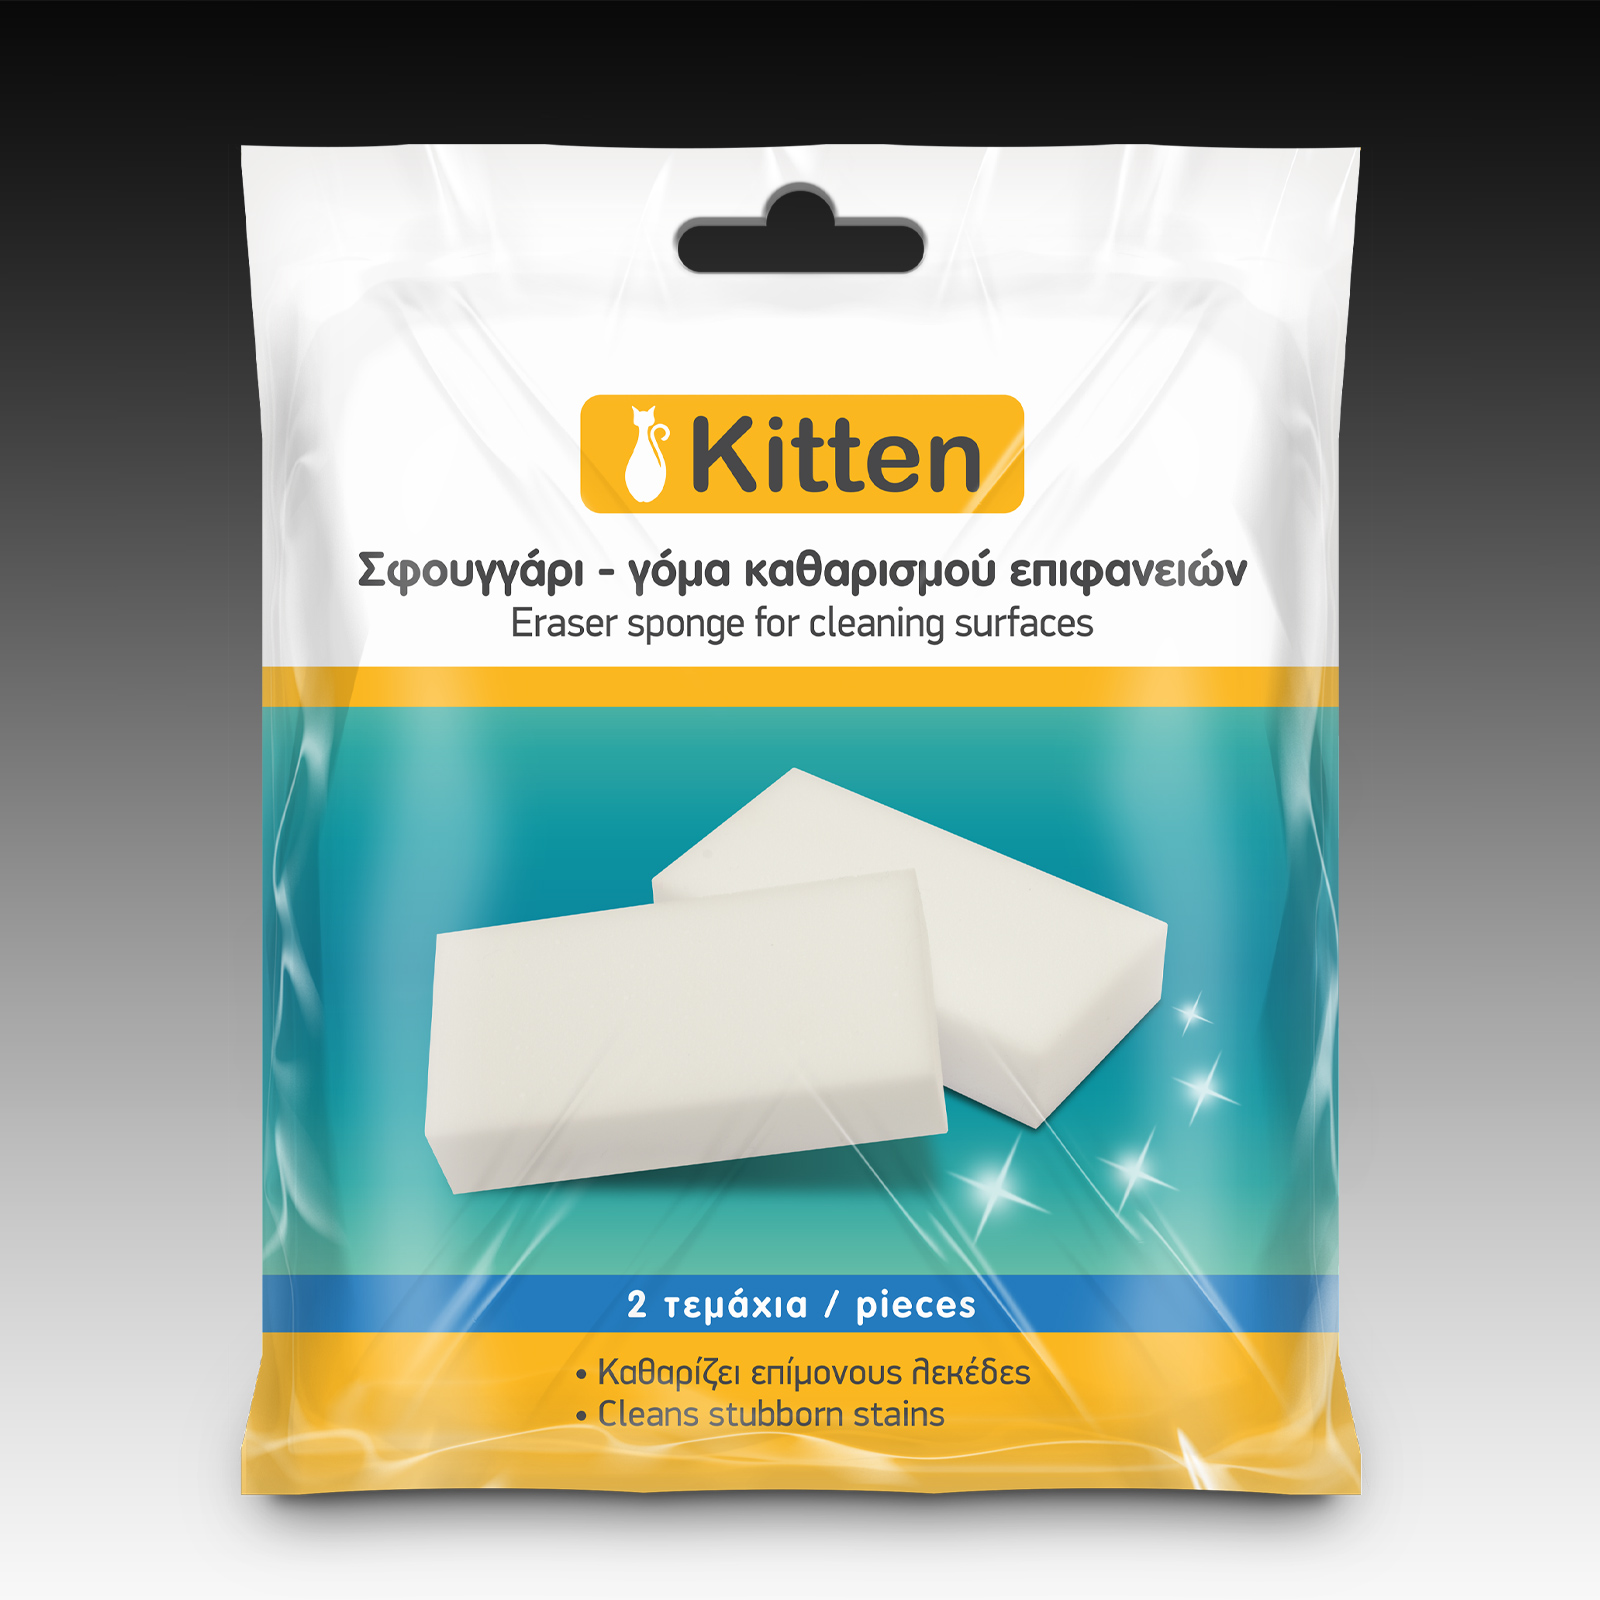 Kitten
Σφουγγάρι - γόμα καθαρισμού επιφανειών
Eraser sponge for cleaning surfaces
2 τεμάχια / pieces
• Καθαρίζει επίμονους λεκέδες
• Cleans stubborn stains